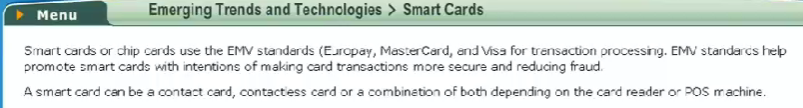 Menu
Emerging Trends and Technologies > Smart Cards
Smart cards or chip cards use the EMV standards (Europay, MasterCard, and Visa for transaction processing. EMV standards help
promote smart cards with intentions of making card transactions more secure and reducing fraud.
A smart card can be a contact card, contactless card or a combination of both depending on the card reader or POS machine.